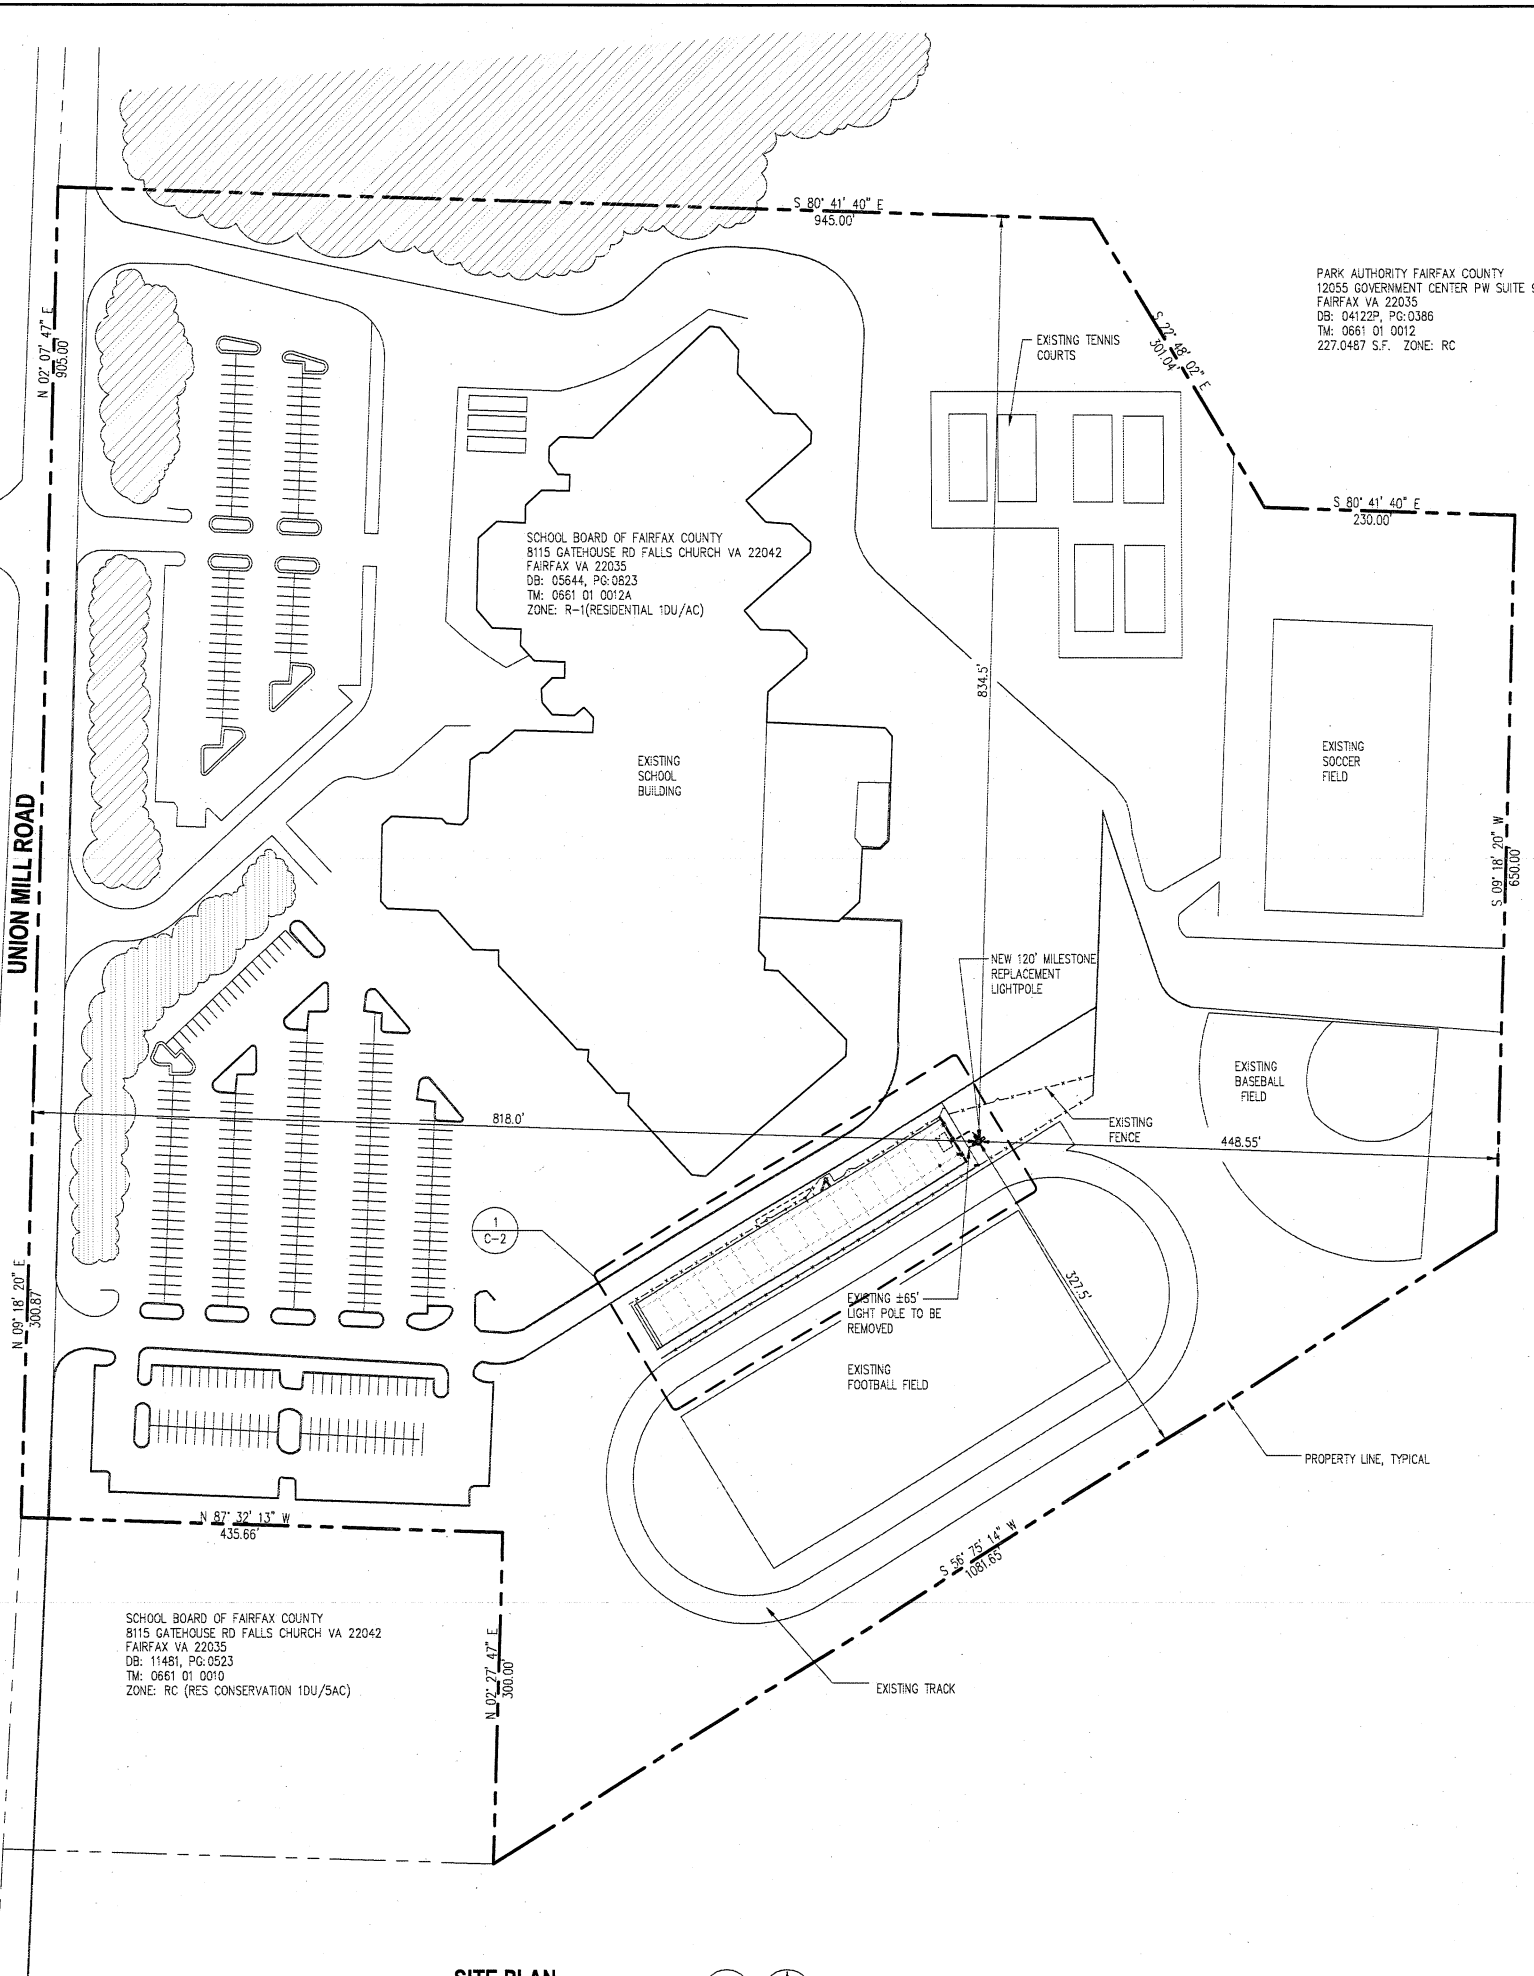 S 80° 41' 40" E
945.00'
PARK AUTHORITY FAIRFAX COUNTY
12055 GOVERNMENT CENTER PW SUITE
FAIRFAX VA 22035
DB: 04122P, PG:0386
TM: 0661 01 0012
227.0487 S.F. ZONE: RC
N 02° 07' 47" E
905.00'
S 22° 48' 02" E
301.04'
EXISTING TENNIS
COURTS
S 80° 41' 40" E
230.00'
SCHOOL BOARD OF FAIRFAX COUNTY
8115 GATEHOUSE RD FALLS CHURCH VA 22042
FAIRFAX VA 22035
DB: 05644, PG:0823
TM: 0661 01 0012A
ZONE: R-1(RESIDENTIAL 1DU/AC)
834.5'
EXISTING
SCHOOL
BUILDING
EXISTING
SOCCER
FIELD
UNION MILL ROAD
S 09° 18' 20" W
650.00'
NEW 120' MILESTONE
REPLACEMENT
LIGHTPOLE
EXISTING
BASEBALL
FIELD
818.0'
EXISTING
FENCE
448.55'
1
C-2
N 09° 18' 20" E
300.87'
327.5'
EXISTING ±65'
LIGHT POLE TO BE
REMOVED
EXISTING
FOOTBALL FIELD
PROPERTY LINE, TYPICAL
N 87° 32' 13" W
435.66'
S 56° 75' 14" W
1081.65'
SCHOOL BOARD OF FAIRFAX COUNTY
8115 GATEHOUSE RD FALLS CHURCH VA 22042
FAIRFAX VA 22035
DB: 11481, PG:0523
TM: 0661 01 0010
ZONE: RC (RES CONSERVATION 1DU/5AC)
N 02° 27' 47" E
300.00'
EXISTING TRACK
SITE PLAN